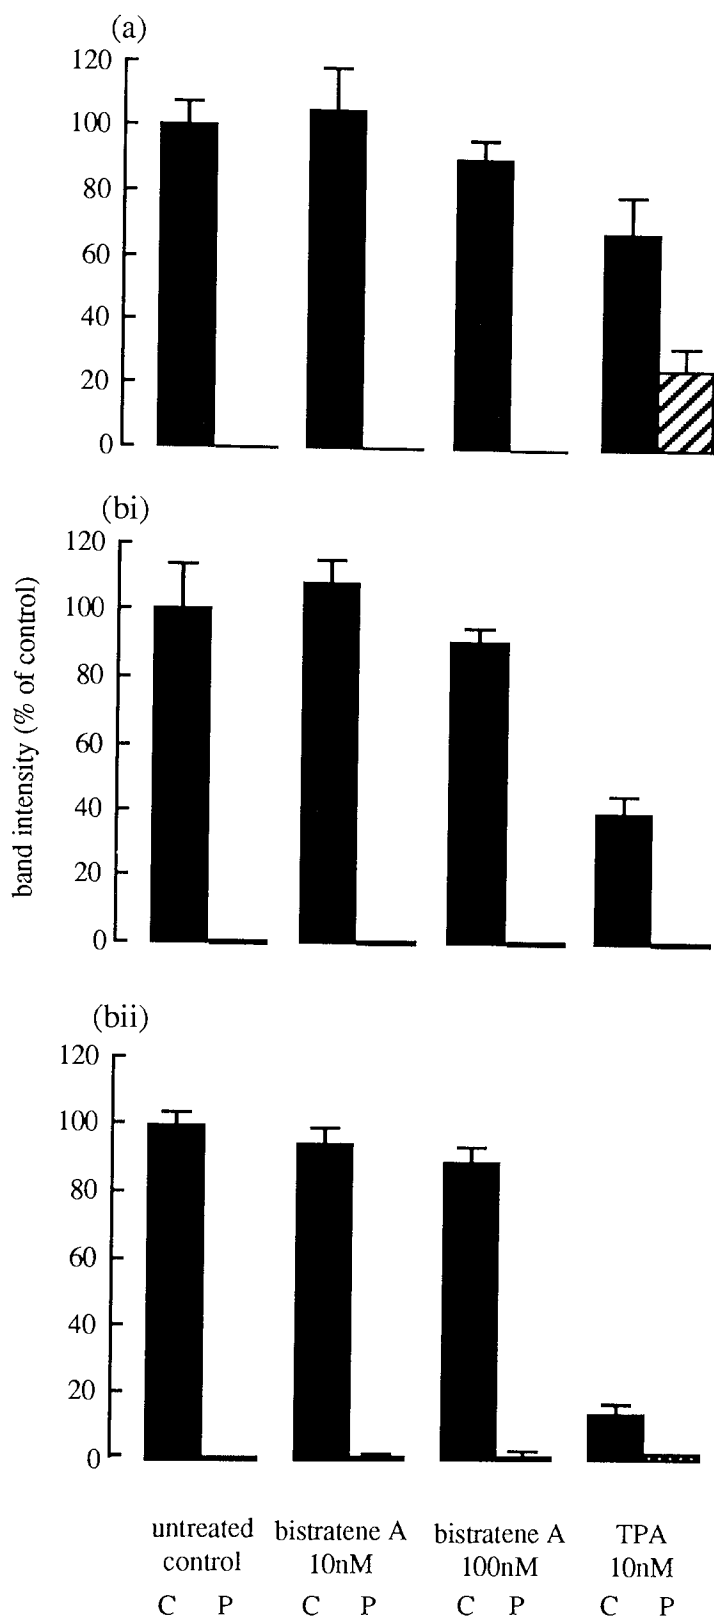 (a)
120
100
80
60
40
20
0
(bi)
120
100
80
60
40
20
0
band intensity (% of control)
(bii)
120
100
80
60
40
20
0
untreated control
bistratene A 10nM
bistratene A 100nM
TPA 10nM
C P C P C P C P